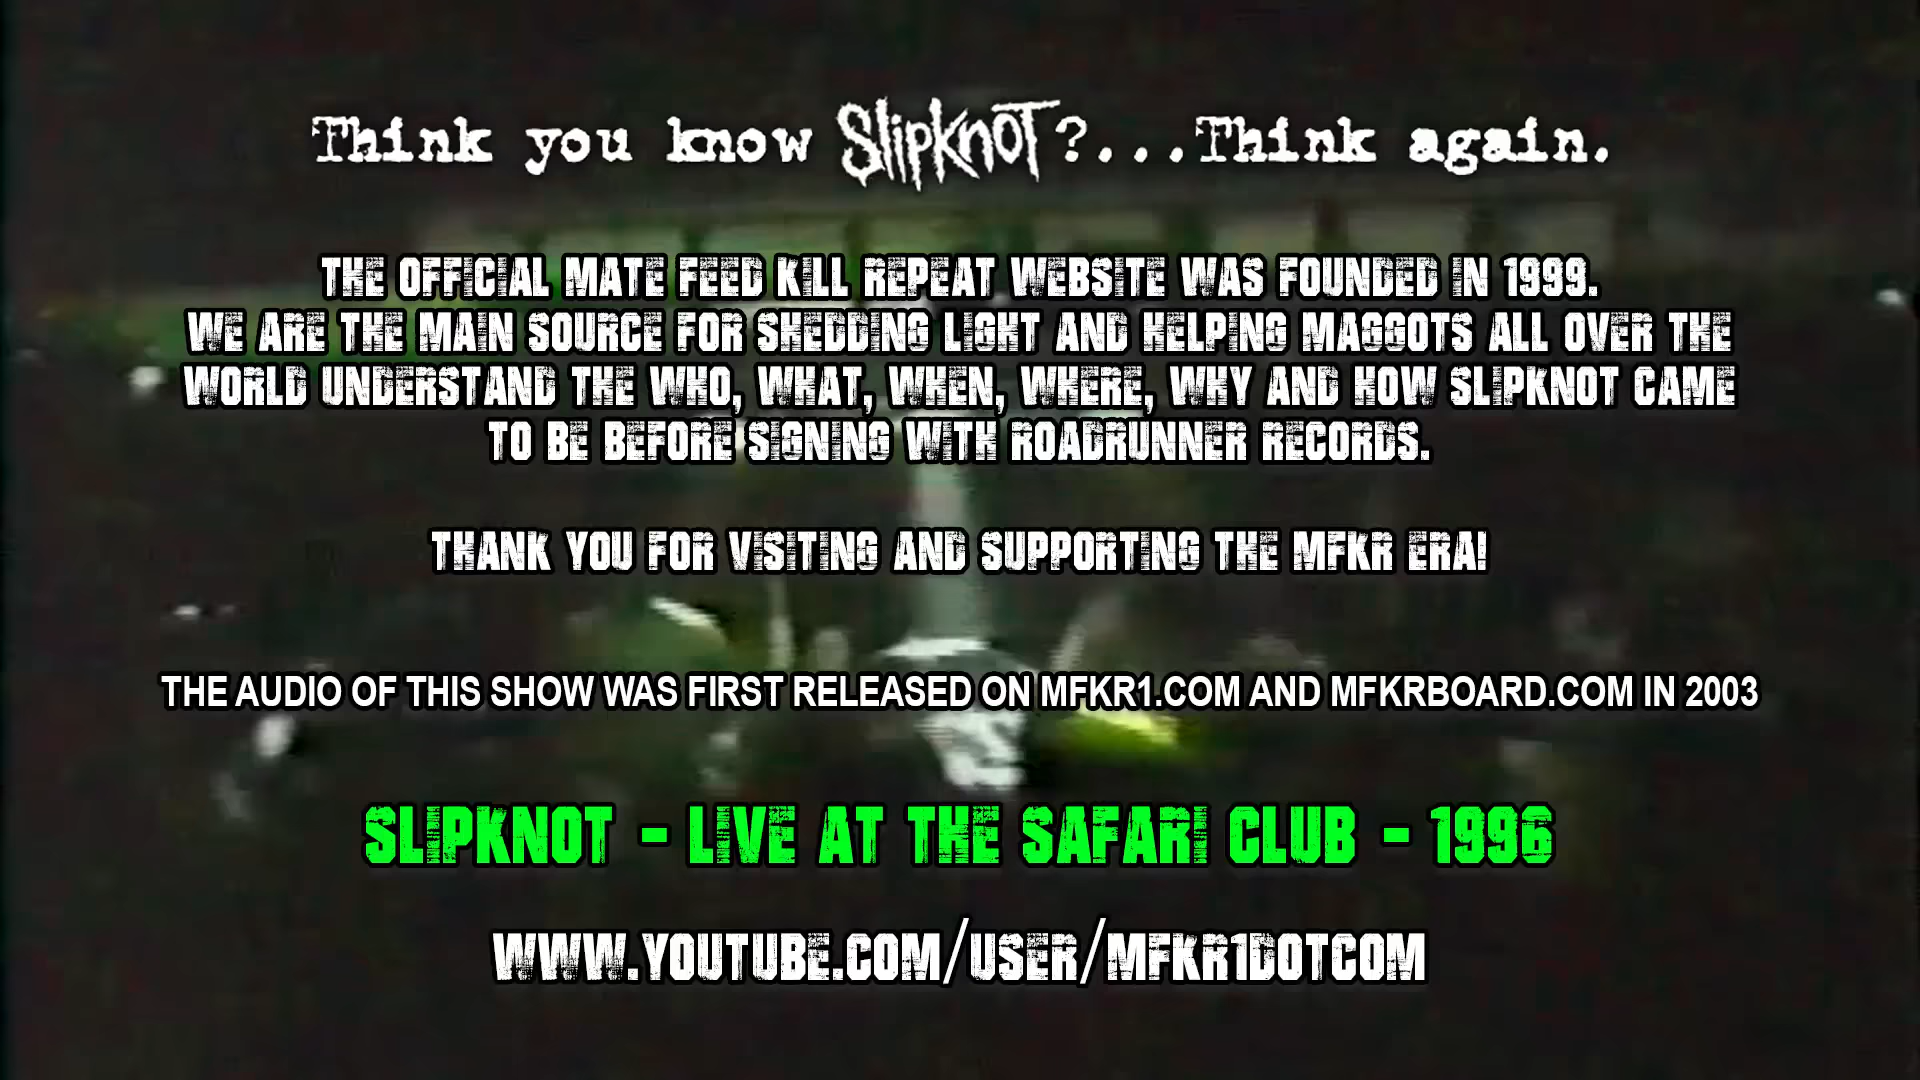 Think you know Slipknot?...Think again.
THE OFFICIAL MATE FEED KILL REPEAT WEBSITE WAS FOUNDED IN 1999.
WE ARE THE MAIN SOURCE FOR SHEDDING LIGHT AND HELPING MAGGOTS ALL OVER THE
WORLD UNDERSTAND THE WHO, WHAT, WHEN, WHERE, WHY AND HOW SLIPKNOT CAME
TO BE BEFORE SIGNING WITH ROADRUNNER RECORDS.
THANK YOU FOR VISITING AND SUPPORTING THE MFKR ERA!
THE AUDIO OF THIS SHOW WAS FIRST RELEASED ON MFKR1.COM AND MFKRBOARD.COM IN 2003
SLIPKNOT - LIVE AT THE SAFARI CLUB - 1996
WWW.YOUTUBE.COM/USER/MFKR1DOTCOM